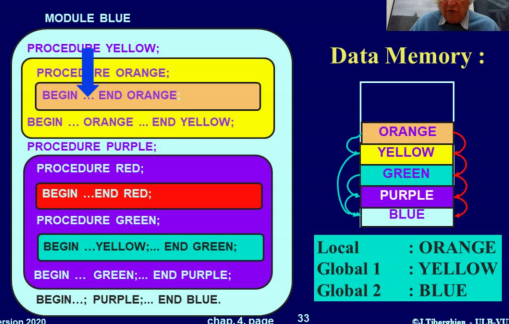 MODULE BLUE
PROCEDURE YELLOW;
PROCEDURE ORANGE;
BEGIN ... END ORANGE;
BEGIN ... ORANGE ... END YELLOW;
PROCEDURE PURPLE;
PROCEDURE RED;
BEGIN ...END RED;
PROCEDURE GREEN;
BEGIN ...YELLOW;... END GREEN;
BEGIN ... GREEN;... END PURPLE;
BEGIN...; PURPLE;... END BLUE.
Data Memory :
ORANGE
YELLOW
GREEN
PURPLE
BLUE
Local : ORANGE
Global 1 : YELLOW
Global 2 : BLUE
2020
chap. 4, page 33
©J.Tiberghien - ULB-VU